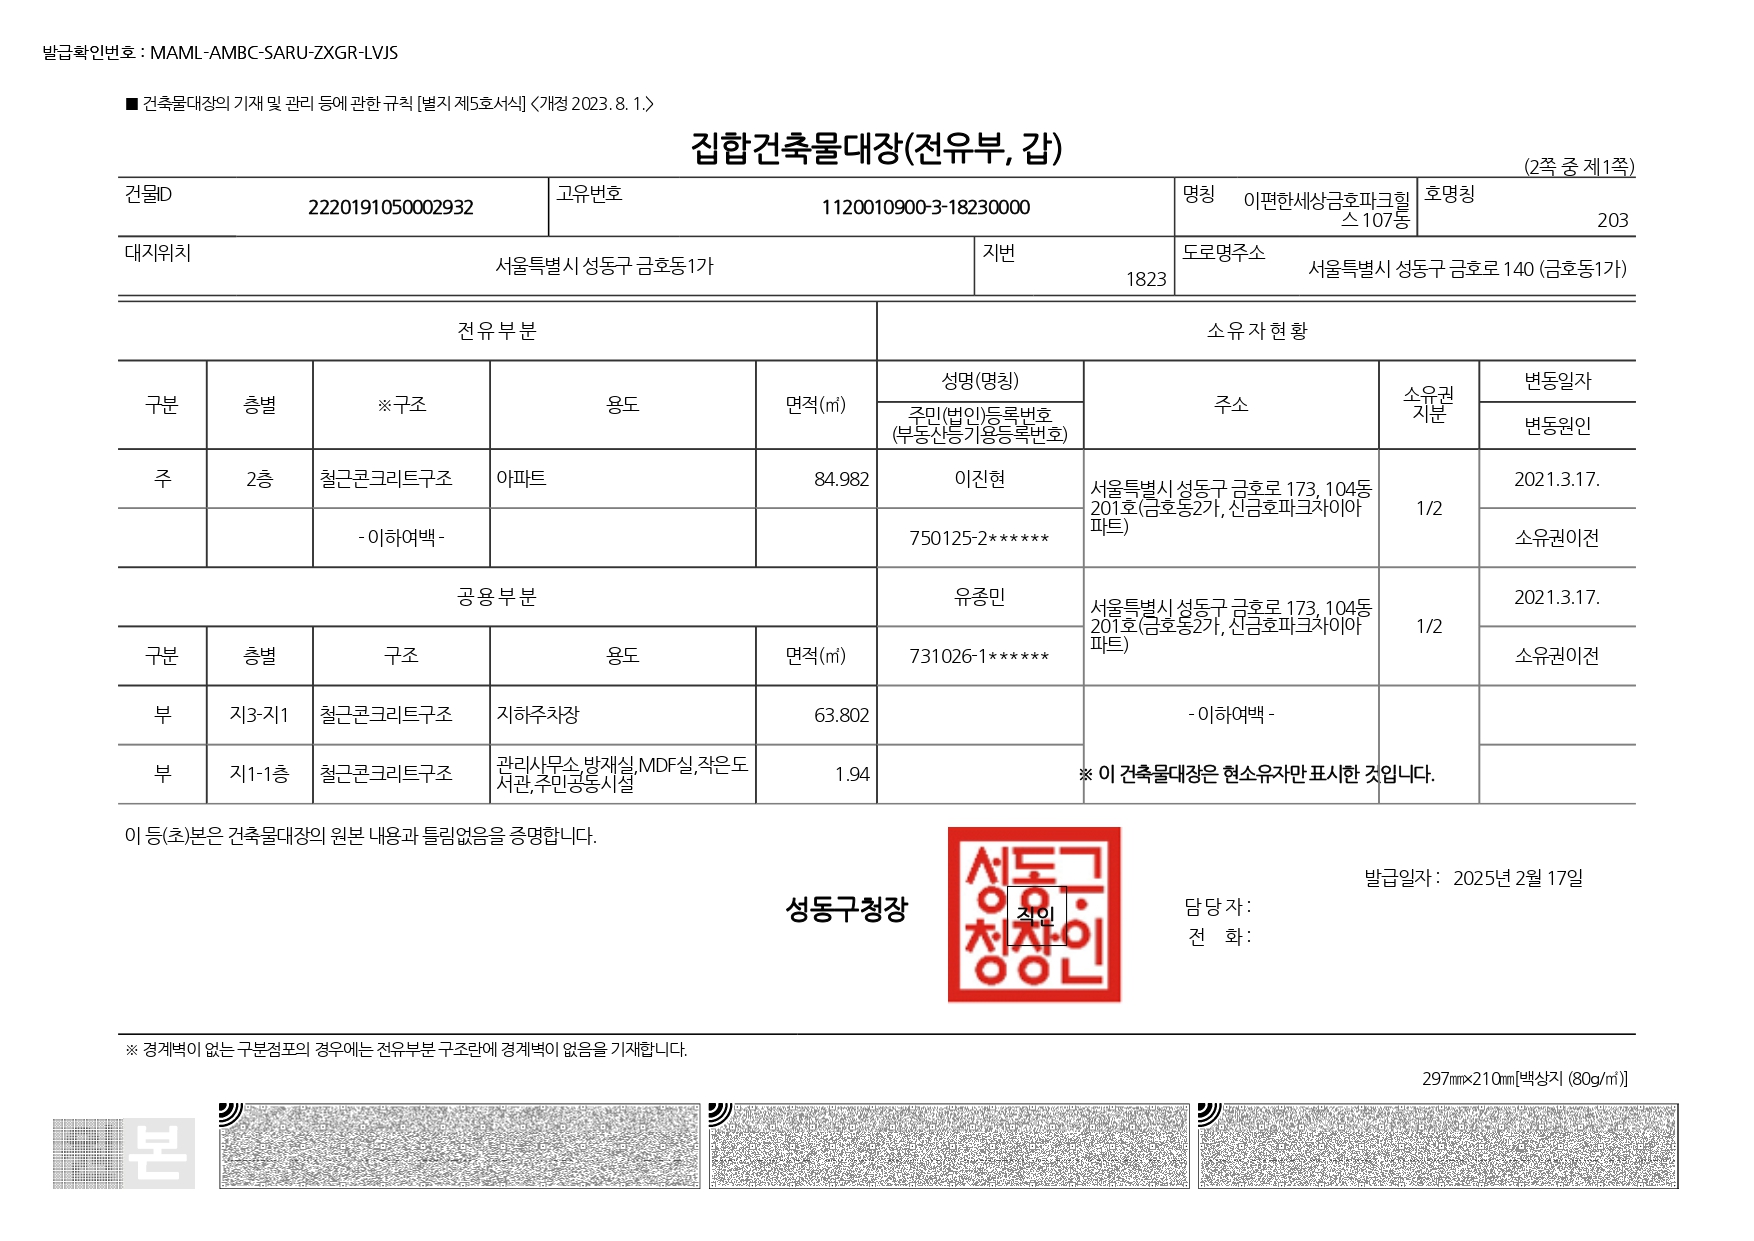 발급확인번호 : MAML-AMBC-SARU-ZXGR-LVJS
■ 건축물대장의 기재 및 관리 등에 관한 규칙 [별지 제5호서식] <개정 2023. 8. 1.>
집합건축물대장(전유부, 갑)
(2쪽 중 제1쪽)
건물ID 2220191050002932 고유번호 1120010900-3-18230000 명칭 이편한세상금호파크힐
스 107동 호명칭 203
대지위치 서울특별시 성동구 금호동1가 지번 1823 도로명주소 서울특별시 성동구 금호로 140 (금호동1가)
전유부분 소유자현황
구분 층별 ※구조 용도 면적(㎡) 성명(명칭) 주소 소유권
지분 변동일자
주민(법인)등록번호
(부동산등기용등록번호) 변동원인
주 2층 철근콘크리트구조 아파트 84.982 이진현 서울특별시 성동구 금호로 173, 104동
201호(금호동2가, 신금호파크자이아
파트) 1/2 2021.3.17.
- 이하여백 - 750125-2****** 소유권이전
공용부분 유종민 서울특별시 성동구 금호로 173, 104동
201호(금호동2가, 신금호파크자이아
파트) 1/2 2021.3.17.
구분 층별 구조 용도 면적(㎡) 731026-1****** 소유권이전
부 지3-지1 철근콘크리트구조 지하주차장 63.802 - 이하여백 -
부 지1-1층 철근콘크리트구조 관리사무소,방재실,MDF실,작은도
서관,주민공동시설 1.94 ※ 이 건축물대장은 현소유자만 표시한 것입니다.
이 등(초)본은 건축물대장의 원본 내용과 틀림없음을 증명합니다.
발급일자 : 2025년 2월 17일
성동구청장
성동구
청장인
직인
담당자 :
전 화 :
※ 경계벽이 없는 구분점포의 경우에는 전유부분 구조란에 경계벽이 없음을 기재합니다.
297㎜×210㎜[백상지 (80g/㎡)]
본